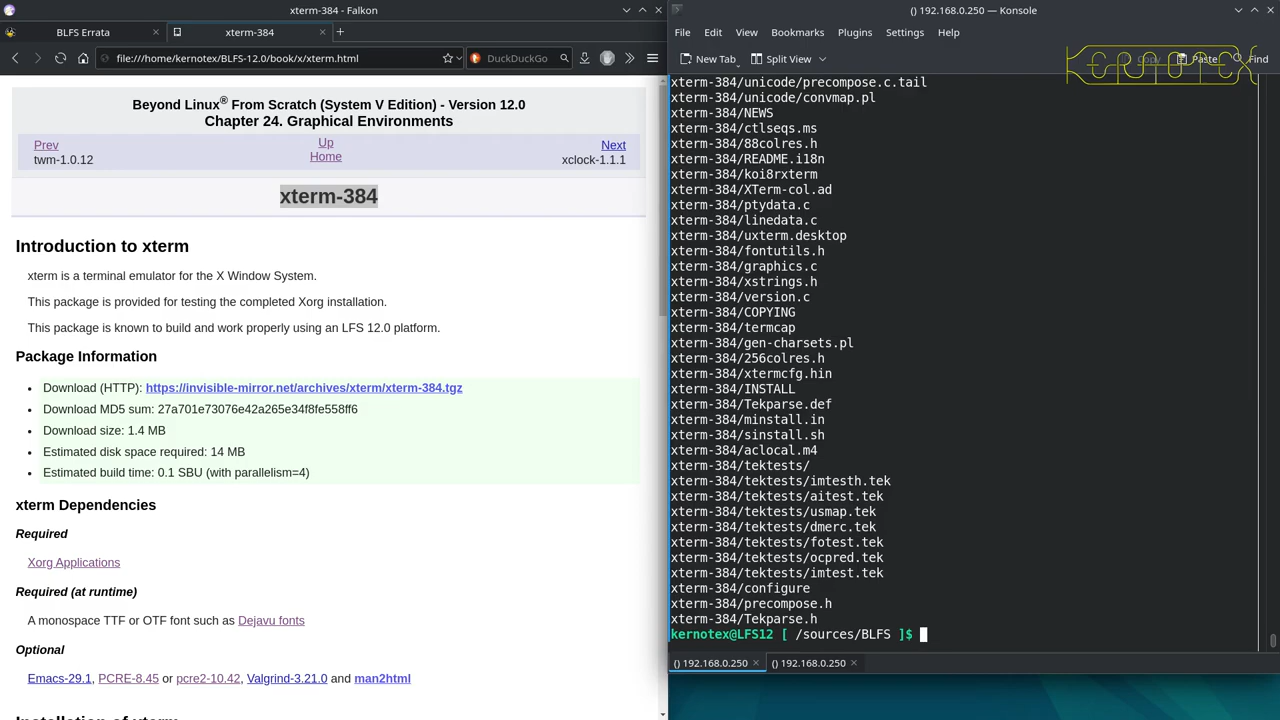 xterm-384 - Falkon
BLFS Errata
xterm-384
file:///home/kernotex/BLFS-12.0/book/x/xterm.html
DuckDuckGo
Beyond Linux® From Scratch (System V Edition) - Version 12.0
Chapter 24. Graphical Environments
Prev
Up
Next
twm-1.0.12
Home
xclock-1.1.1
xterm-384
Introduction to xterm
xterm is a terminal emulator for the X Window System.
This package is provided for testing the completed Xorg installation.
This package is known to build and work properly using an LFS 12.0 platform.
Package Information
• Download (HTTP): https://invisible-mirror.net/archives/xterm/xterm-384.tgz
• Download MD5 sum: 27a701e73076e42a265e34f8fe558ff6
• Download size: 1.4 MB
• Estimated disk space required: 14 MB
• Estimated build time: 0.1 SBU (with parallelism=4)
xterm Dependencies
Required
Xorg Applications
Required (at runtime)
A monospace TTF or OTF font such as Dejavu fonts
Optional
Emacs-29.1, PCRE-8.45 or pcre2-10.42, Valgrind-3.21.0 and man2html
Installation of xterm
() 192.168.0.250 — Konsole
File Edit View Bookmarks Plugins Settings Help
New Tab Split View Copy Paste Find
KERNOTEX
xterm-384/unicode/precompose.c.tail
xterm-384/unicode/convmap.pl
xterm-384/NEWS
xterm-384/ctlseqs.ms
xterm-384/88colres.h
xterm-384/README.i18n
xterm-384/koi8rxterm
xterm-384/XTerm-col.ad
xterm-384/ptydata.c
xterm-384/linedata.c
xterm-384/uxterm.desktop
xterm-384/fontutils.h
xterm-384/graphics.c
xterm-384/xstrings.h
xterm-384/version.c
xterm-384/COPYING
xterm-384/termcap
xterm-384/gen-charsets.pl
xterm-384/256colres.h
xterm-384/xtermcfg.hin
xterm-384/INSTALL
xterm-384/Tekparse.def
xterm-384/minstall.in
xterm-384/sinstall.sh
xterm-384/aclocal.m4
xterm-384/tektests/
xterm-384/tektests/imtesth.tek
xterm-384/tektests/aitest.tek
xterm-384/tektests/usmap.tek
xterm-384/tektests/dmerc.tek
xterm-384/tektests/fotest.tek
xterm-384/tektests/ocpred.tek
xterm-384/tektests/imtest.tek
xterm-384/configure
xterm-384/precompose.h
xterm-384/Tekparse.h
kernotex@LFS12 [ /sources/BLFS ]$
() 192.168.0.250
() 192.168.0.250